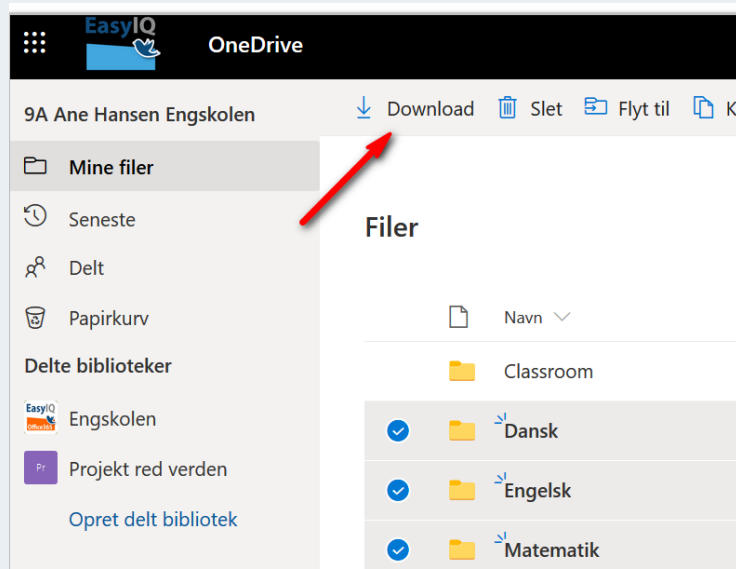 EasyIQ
OneDrive
9A Ane Hansen Engskolen
Download Slet Flyt til K
Mine filer
Seneste
Delt
Papirkurv
Delte biblioteker
EasyIQ
Office365
Engskolen
Pr
Projekt red verden
Opret delt bibliotek
Filer
Navn
Classroom
Dansk
Engelsk
Matematik